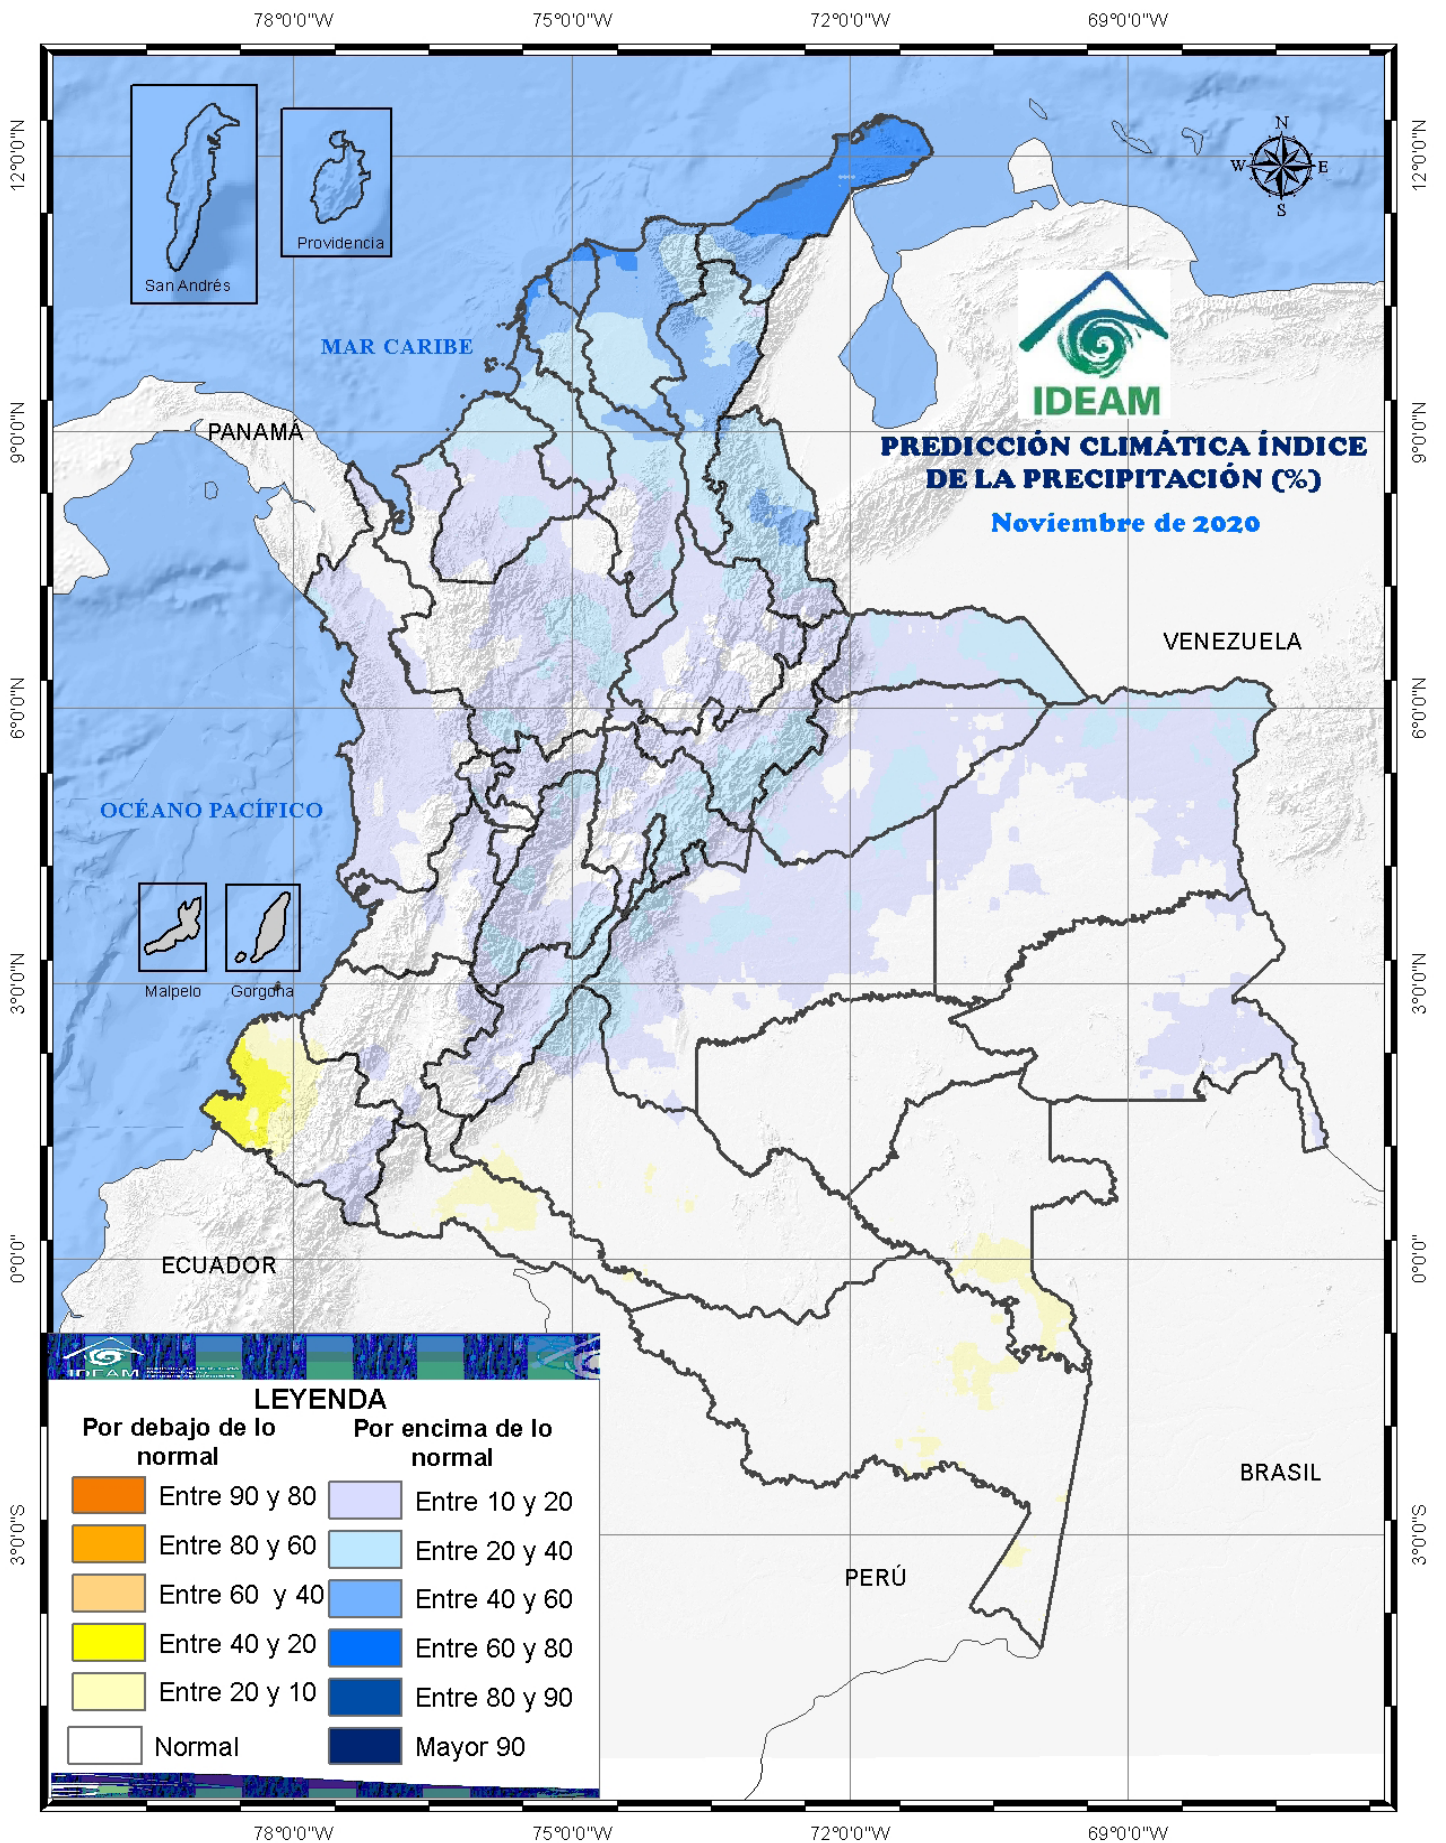 78°0'0"W
75°0'0"W
72°0'0"W
69°0'0"W
12°0'0"N
12°0'0"N
N
W
E
S
Providencia
San Andrés
IDEAM
MAR CARIBE
PANAMÁ
9°0'0"N
9°0'0"N
PREDICCIÓN CLIMÁTICA ÍNDICE
DE LA PRECIPITACIÓN (%)
Noviembre de 2020
VENEZUELA
6°0'0"N
6°0'0"N
OCÉANO PACÍFICO
3°0'0"N
3°0'0"N
Malpelo
Gorgona
ECUADOR
0°0'0"
0°0'0"
IDEAM
LEYENDA
Por debajo de lo
normal
Entre 90 y 80
Entre 80 y 60
Entre 60 y 40
Entre 40 y 20
Entre 20 y 10
Normal
Por encima de lo
normal
Entre 10 y 20
Entre 20 y 40
Entre 40 y 60
Entre 60 y 80
Entre 80 y 90
Mayor 90
BRASIL
3°0'0"S
3°0'0"S
PERÚ
78°0'0"W
75°0'0"W
72°0'0"W
69°0'0"W